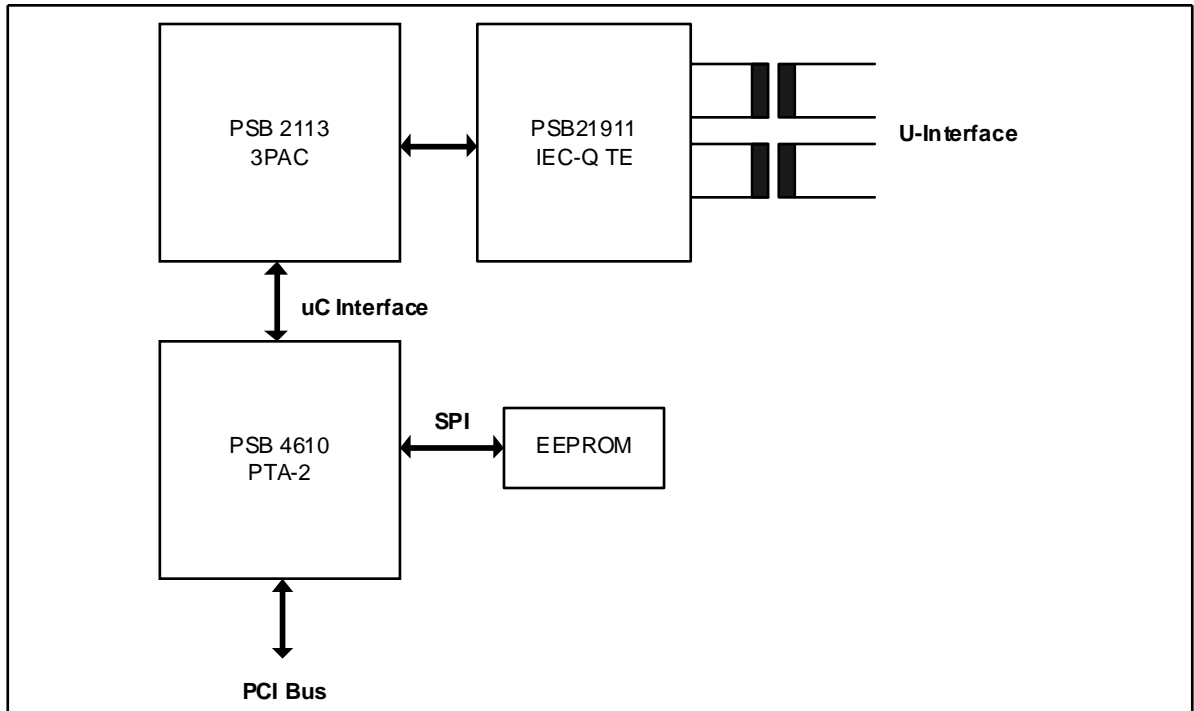 PSB 2113
3PAC
PSB21911
IEC-Q TE
U-Interface
uC Interface
PSB 4610
PTA-2
SPI
EEPROM
PCI Bus